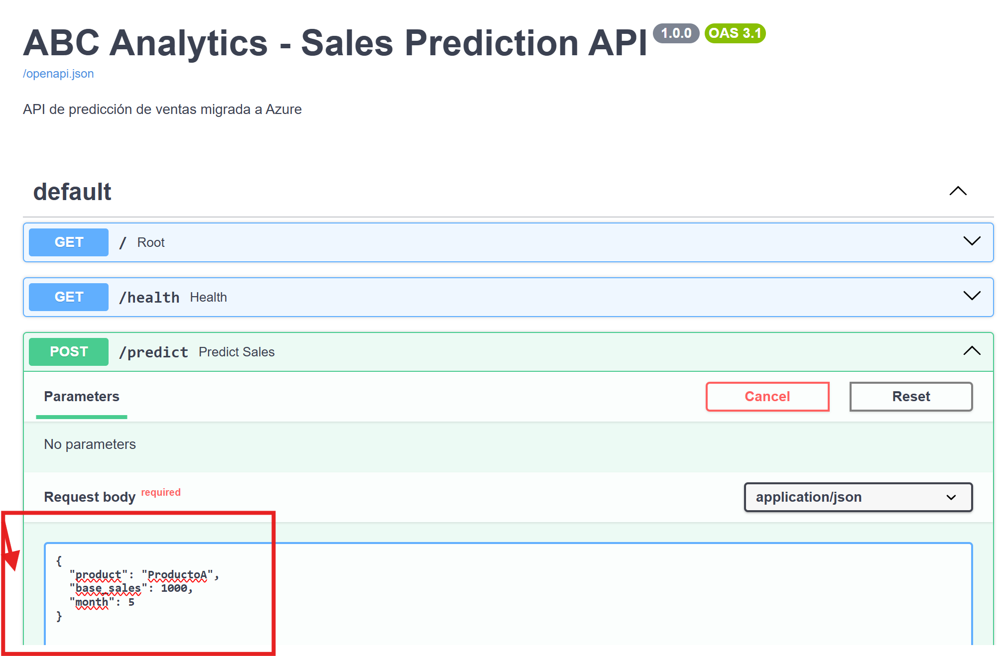 ABC Analytics - Sales Prediction API 1.0.0 OAS 3.1
/openapi.json
API de predicción de ventas migrada a Azure
default
GET / Root
GET /health Health
POST /predict Predict Sales
Parameters Cancel Reset
No parameters
Request body required application/json
{
"product": "ProductoA",
"base_sales": 1000,
"month": 5
}